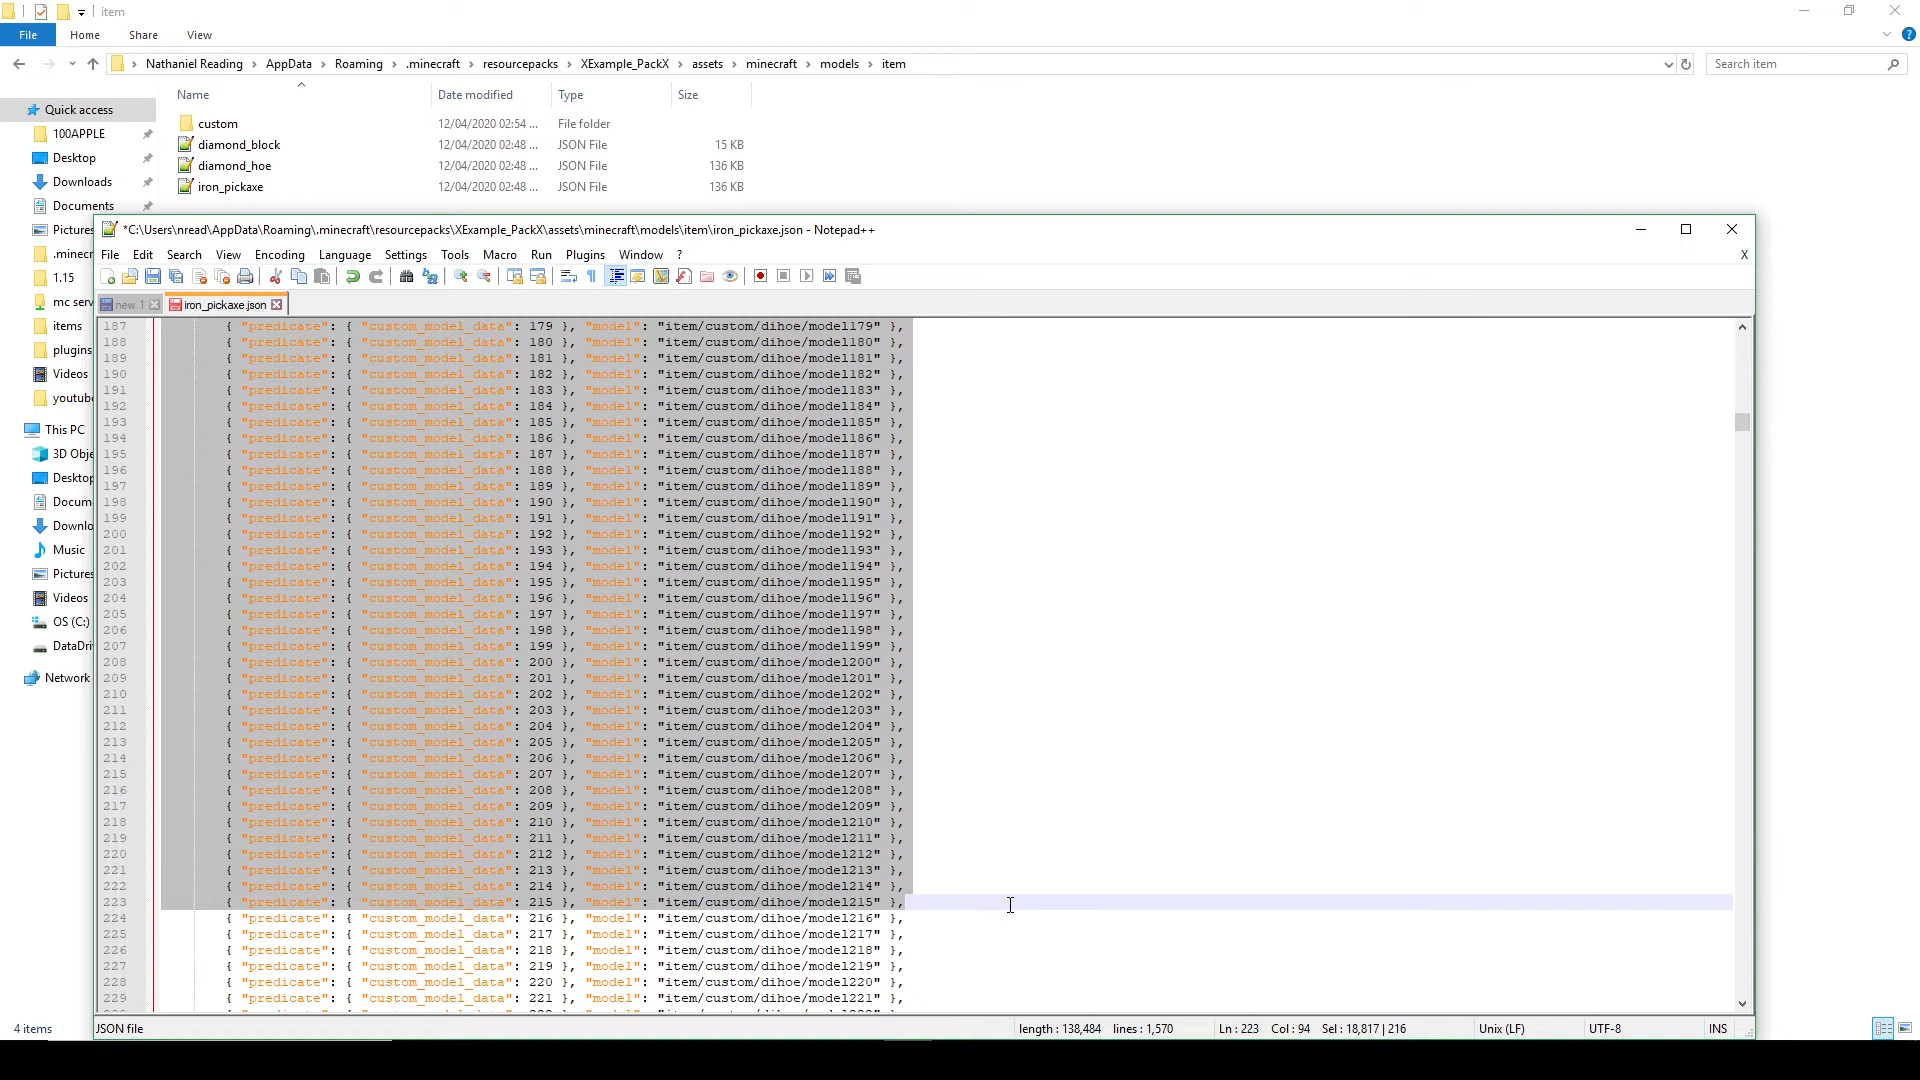 item
File Home Share View
Nathaniel Reading AppData Roaming .minecraft resourcepacks XExample_PackX assets minecraft models item
Search item
Name Date modified Type Size
Quick access
100APPLE
Desktop
Downloads
Documents
Pictures
.minecr
1.15
mc serv
items
plugins
Videos
youtube
This PC
3D Obje
Desktop
Docum
Downlo
Music
Pictures
Videos
OS (C:)
DataDri
Network
custom 12/04/2020 02:54 ... File folder
diamond_block 12/04/2020 02:48 ... JSON File 15 KB
diamond_hoe 12/04/2020 02:48 ... JSON File 136 KB
iron_pickaxe 12/04/2020 02:48 ... JSON File 136 KB
*C:\Users\nread\AppData\Roaming\.minecraft\resourcepacks\XExample_PackX\assets\minecraft\models\item\iron_pickaxe.json - Notepad++
File Edit Search View Encoding Language Settings Tools Macro Run Plugins Window ? X
new 1 iron_pickaxe.json
187 { "predicate": { "custom_model_data": 179 }, "model": "item/custom/dihoe/model179" },
188 { "predicate": { "custom_model_data": 180 }, "model": "item/custom/dihoe/model180" },
189 { "predicate": { "custom_model_data": 181 }, "model": "item/custom/dihoe/model181" },
190 { "predicate": { "custom_model_data": 182 }, "model": "item/custom/dihoe/model182" },
191 { "predicate": { "custom_model_data": 183 }, "model": "item/custom/dihoe/model183" },
192 { "predicate": { "custom_model_data": 184 }, "model": "item/custom/dihoe/model184" },
193 { "predicate": { "custom_model_data": 185 }, "model": "item/custom/dihoe/model185" },
194 { "predicate": { "custom_model_data": 186 }, "model": "item/custom/dihoe/model186" },
195 { "predicate": { "custom_model_data": 187 }, "model": "item/custom/dihoe/model187" },
196 { "predicate": { "custom_model_data": 188 }, "model": "item/custom/dihoe/model188" },
197 { "predicate": { "custom_model_data": 189 }, "model": "item/custom/dihoe/model189" },
198 { "predicate": { "custom_model_data": 190 }, "model": "item/custom/dihoe/model190" },
199 { "predicate": { "custom_model_data": 191 }, "model": "item/custom/dihoe/model191" },
200 { "predicate": { "custom_model_data": 192 }, "model": "item/custom/dihoe/model192" },
201 { "predicate": { "custom_model_data": 193 }, "model": "item/custom/dihoe/model193" },
202 { "predicate": { "custom_model_data": 194 }, "model": "item/custom/dihoe/model194" },
203 { "predicate": { "custom_model_data": 195 }, "model": "item/custom/dihoe/model195" },
204 { "predicate": { "custom_model_data": 196 }, "model": "item/custom/dihoe/model196" },
205 { "predicate": { "custom_model_data": 197 }, "model": "item/custom/dihoe/model197" },
206 { "predicate": { "custom_model_data": 198 }, "model": "item/custom/dihoe/model198" },
207 { "predicate": { "custom_model_data": 199 }, "model": "item/custom/dihoe/model199" },
208 { "predicate": { "custom_model_data": 200 }, "model": "item/custom/dihoe/model200" },
209 { "predicate": { "custom_model_data": 201 }, "model": "item/custom/dihoe/model201" },
210 { "predicate": { "custom_model_data": 202 }, "model": "item/custom/dihoe/model202" },
211 { "predicate": { "custom_model_data": 203 }, "model": "item/custom/dihoe/model203" },
212 { "predicate": { "custom_model_data": 204 }, "model": "item/custom/dihoe/model204" },
213 { "predicate": { "custom_model_data": 205 }, "model": "item/custom/dihoe/model205" },
214 { "predicate": { "custom_model_data": 206 }, "model": "item/custom/dihoe/model206" },
215 { "predicate": { "custom_model_data": 207 }, "model": "item/custom/dihoe/model207" },
216 { "predicate": { "custom_model_data": 208 }, "model": "item/custom/dihoe/model208" },
217 { "predicate": { "custom_model_data": 209 }, "model": "item/custom/dihoe/model209" },
218 { "predicate": { "custom_model_data": 210 }, "model": "item/custom/dihoe/model210" },
219 { "predicate": { "custom_model_data": 211 }, "model": "item/custom/dihoe/model211" },
220 { "predicate": { "custom_model_data": 212 }, "model": "item/custom/dihoe/model212" },
221 { "predicate": { "custom_model_data": 213 }, "model": "item/custom/dihoe/model213" },
222 { "predicate": { "custom_model_data": 214 }, "model": "item/custom/dihoe/model214" },
223 { "predicate": { "custom_model_data": 215 }, "model": "item/custom/dihoe/model215" },
224 { "predicate": { "custom_model_data": 216 }, "model": "item/custom/dihoe/model216" },
225 { "predicate": { "custom_model_data": 217 }, "model": "item/custom/dihoe/model217" },
226 { "predicate": { "custom_model_data": 218 }, "model": "item/custom/dihoe/model218" },
227 { "predicate": { "custom_model_data": 219 }, "model": "item/custom/dihoe/model219" },
228 { "predicate": { "custom_model_data": 220 }, "model": "item/custom/dihoe/model220" },
229 { "predicate": { "custom_model_data": 221 }, "model": "item/custom/dihoe/model221" },
4 items
JSON file length : 138,484 lines : 1,570 Ln : 223 Col : 94 Sel : 18,817 | 216 Unix (LF) UTF-8 INS